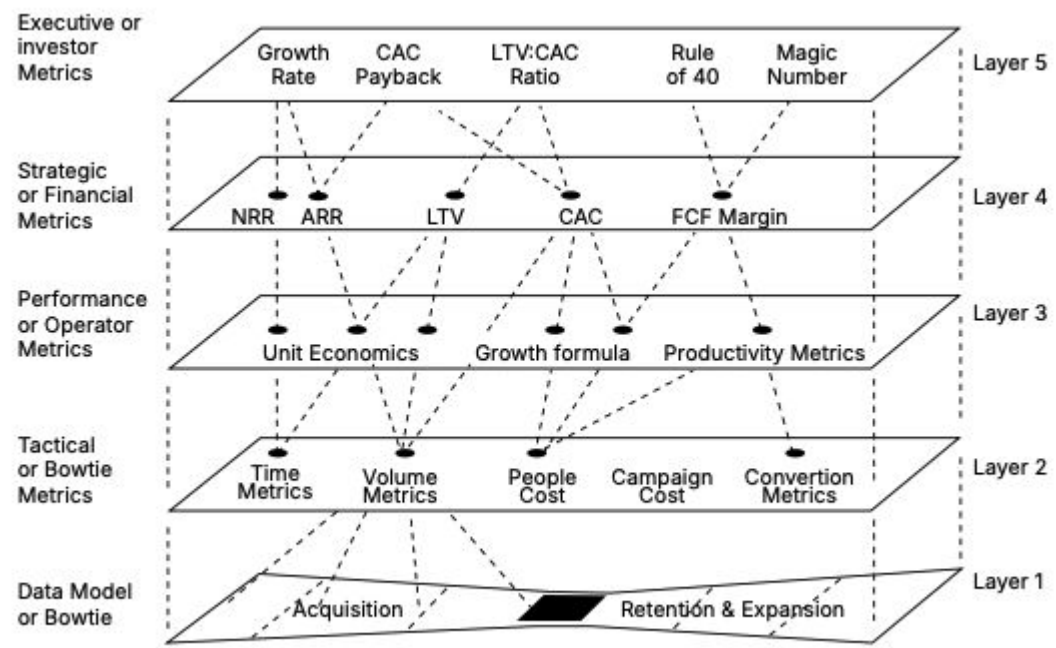 Executive or
investor
Metrics
Growth
Rate
CAC
Payback
LTV:CAC
Ratio
Rule
of 40
Magic
Number
Layer 5
Strategic
or Financial
Metrics
NRR
ARR
LTV
CAC
FCF Margin
Layer 4
Performance
or Operator
Metrics
Unit Economics
Growth formula
Productivity Metrics
Layer 3
Tactical
or Bowtie
Metrics
Time
Metrics
Volume
Metrics
People
Cost
Campaign
Cost
Convertion
Metrics
Layer 2
Data Model
or Bowtie
Acquisition
Retention & Expansion
Layer 1